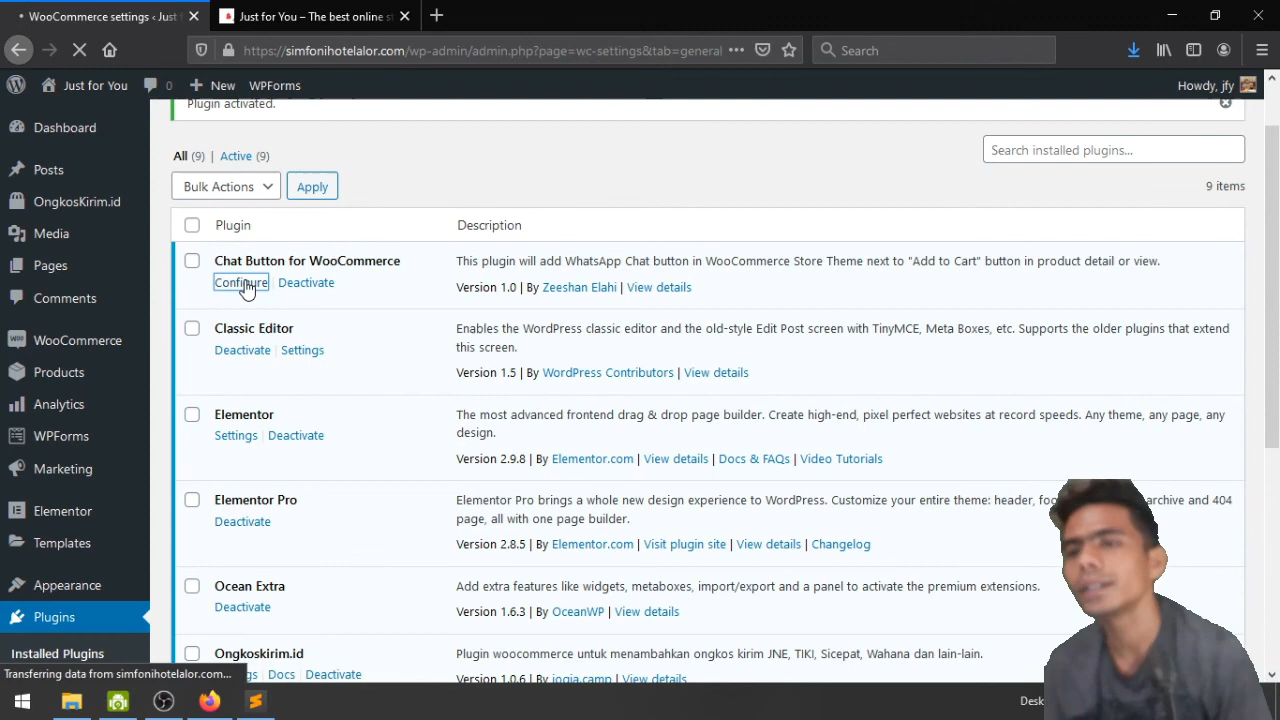 WooCommerce settings ‹ Just
Just for You – The best online s
https://simfonihotelalor.com/wp-admin/admin.php?page=wc-settings&tab=general
Search
Just for You
0
New
WPForms
Howdy, jfy
Plugin activated.
Dashboard
Posts
OngkosKirim.id
Media
Pages
Comments
WooCommerce
Products
Analytics
WPForms
Marketing
Elementor
Templates
Appearance
Plugins
Installed Plugins
All (9) | Active (9)
Search installed plugins...
Bulk Actions
Apply
9 items
Plugin
Description
Chat Button for WooCommerce
This plugin will add WhatsApp Chat button in WooCommerce Store Theme next to "Add to Cart" button in product detail or view.
Configure | Deactivate
Version 1.0 | By Zeeshan Elahi | View details
Classic Editor
Enables the WordPress classic editor and the old-style Edit Post screen with TinyMCE, Meta Boxes, etc. Supports the older plugins that extend
this screen.
Deactivate | Settings
Version 1.5 | By WordPress Contributors | View details
Elementor
The most advanced frontend drag & drop page builder. Create high-end, pixel perfect websites at record speeds. Any theme, any page, any
design.
Settings | Deactivate
Version 2.9.8 | By Elementor.com | View details | Docs & FAQs | Video Tutorials
Elementor Pro
Elementor Pro brings a whole new design experience to WordPress. Customize your entire theme: header, archive and 404
page, all with one page builder.
Deactivate
Version 2.8.5 | By Elementor.com | Visit plugin site | View details | Changelog
Ocean Extra
Add extra features like widgets, metaboxes, import/export and a panel to activate the premium extensions.
Deactivate
Version 1.6.3 | By OceanWP | View details
Ongkoskirim.id
Plugin woocommerce untuk menambahkan ongkos kirim JNE, TIKI, Sicepat, Wahana dan lain-lain.
Docs | Deactivate
Version 1.0.6 | By jogja.camp | View details
Transferring data from simfonihotelalor.com...
Desk